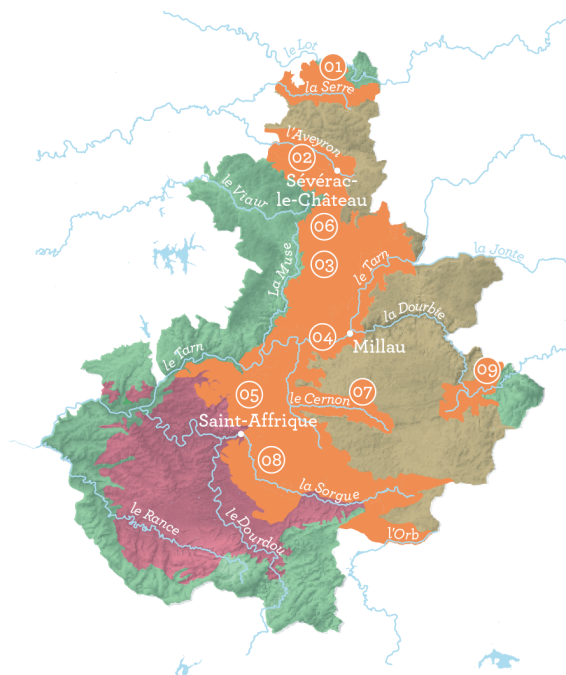 le Lot
01
la Serre
l'Aveyron
02
Sévérac-
le-Château
le Viaur
06
La Muse
03
le Tarn
la Jonte
la Dourbie
04
Millau
le Tarn
09
05
07
le Cernon
Saint-Affrique
08
la Sorgue
le Rance
le Dourdou
l'Orb